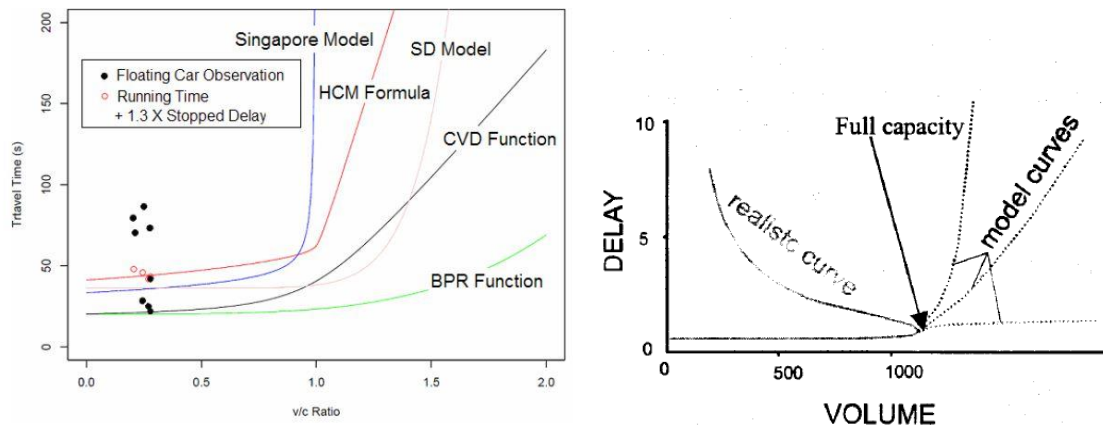 200
150
100
50
0
Trtavel Time (s)
Singapore Model
SD Model
Floating Car Observation
Running Time
+ 1.3 X Stopped Delay
HCM Formula
CVD Function
BPR Function
0.0
0.5
1.0
1.5
2.0
v/c Ratio
10
5
0
DELAY
Full capacity
realistc curve
model curves
0
500
1000
VOLUME